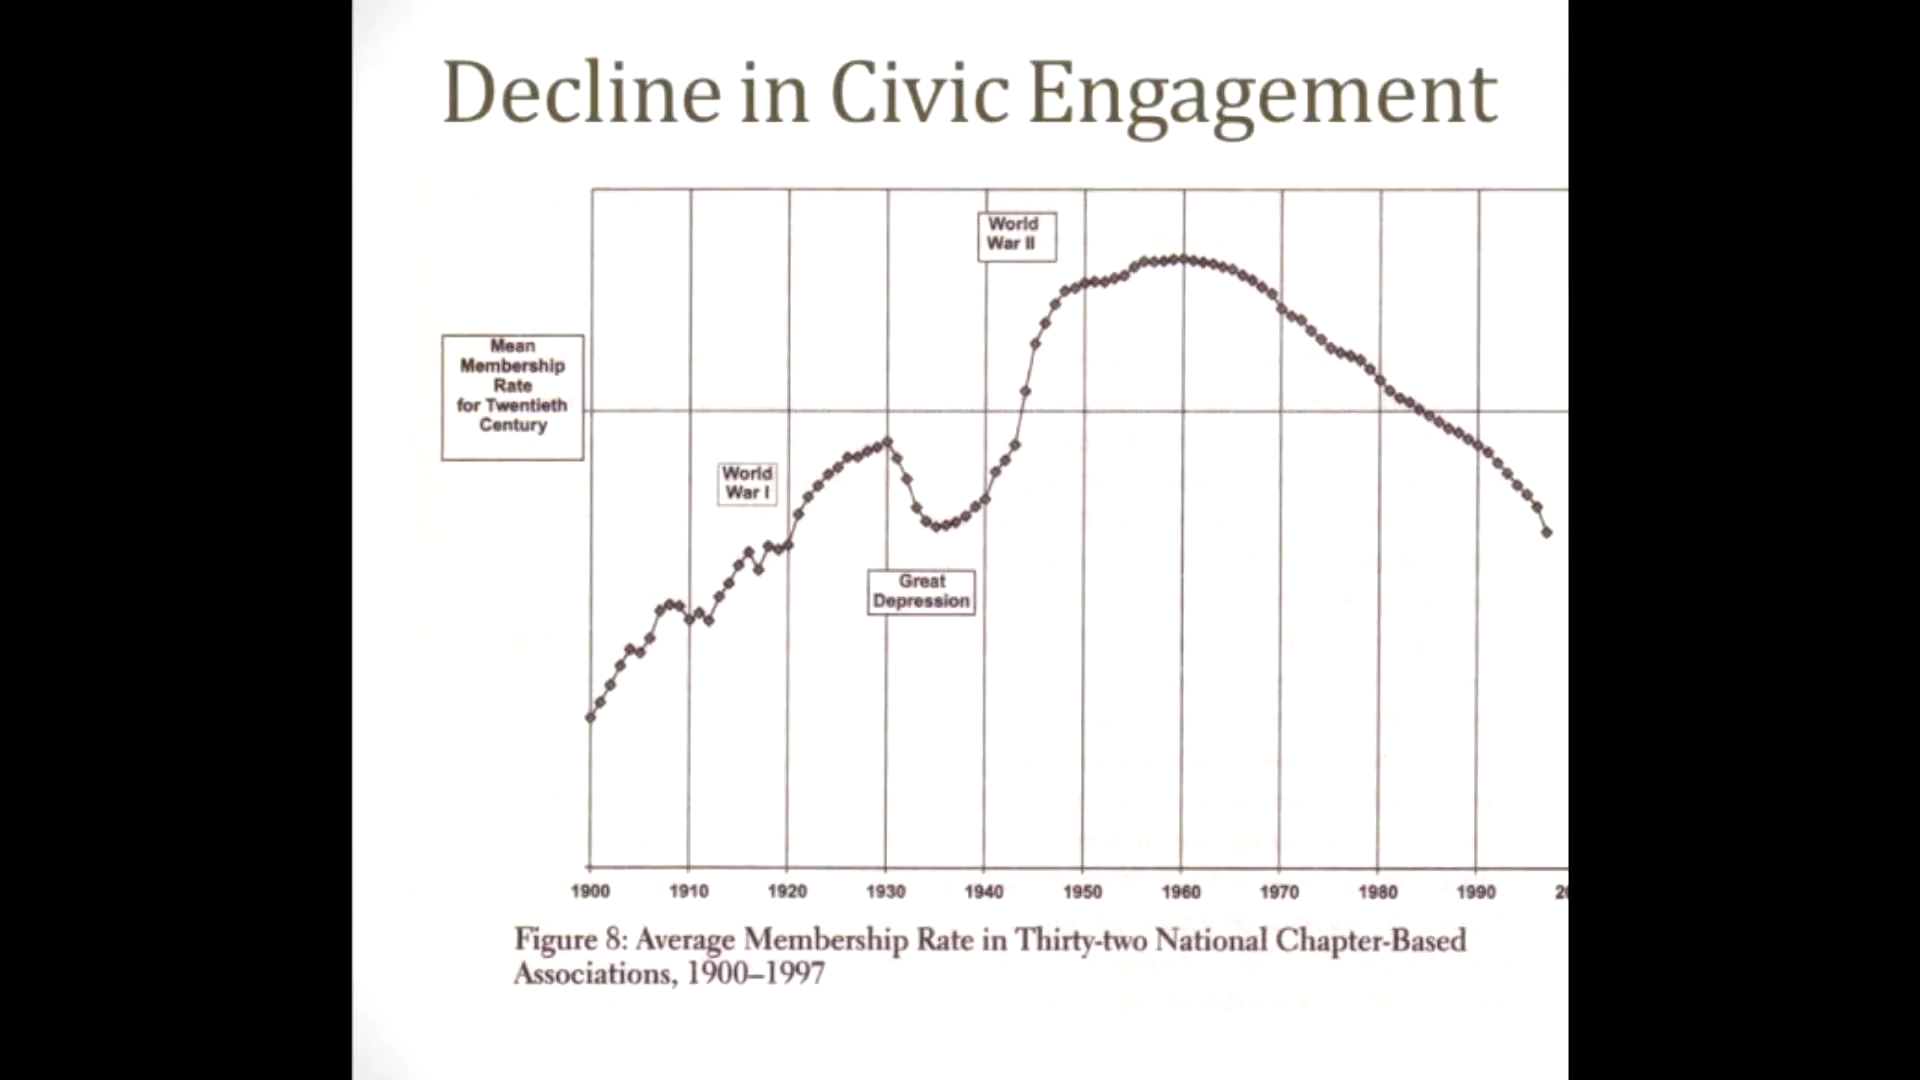 Decline in Civic Engagement
World
War II
Mean
Membership
Rate
for Twentieth
Century
World
War I
Great
Depression
1900 1910 1920 1930 1940 1950 1960 1970 1980 1990 2
Figure 8: Average Membership Rate in Thirty-two National Chapter-Based
Associations, 1900–1997